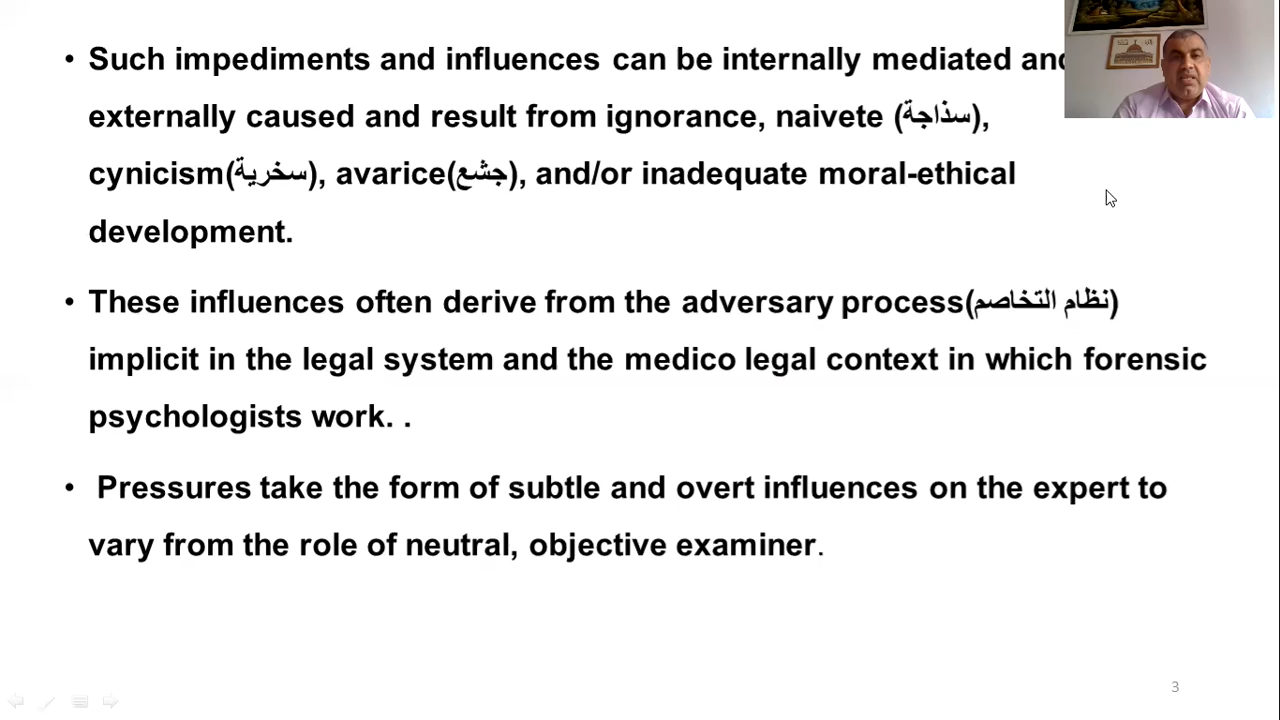 • Such impediments and influences can be internally mediated and
externally caused and result from ignorance, naivete (سذاجة),
cynicism(سخرية), avarice(جشع), and/or inadequate moral-ethical
development.
• These influences often derive from the adversary process(نظام التخاصم)
implicit in the legal system and the medico legal context in which forensic
psychologists work. .
• Pressures take the form of subtle and overt influences on the expert to
vary from the role of neutral, objective examiner.
3